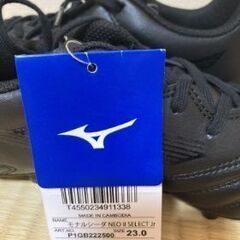 MIZUNO
T4550234911338
MADE IN CAMBODIA
NAME モナルシーダ NEO II SELECT Jr
ART NO. P1GB222500 SIZE 23.0